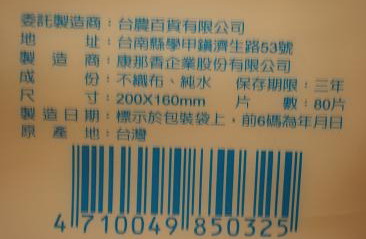 委託製造商：台農百貨有限公司
地址：台南縣學甲鎮濟生路53號
製造商：康那香企業股份有限公司
成份：不織布、純水 保存期限：三年
尺寸：200X160mm 片數：80片
製造日期：標示於包裝袋上，前6碼為年月日
原產地：台灣
4 710049 850325